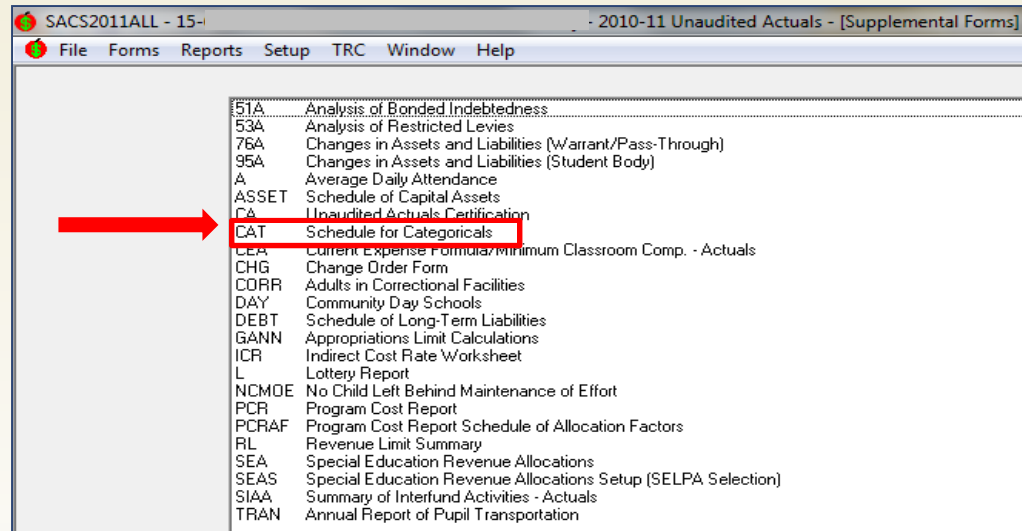 SACS2011ALL - 15- - 2010-11 Unaudited Actuals - [Supplemental Forms]
File Forms Reports Setup TRC Window Help
51A Analysis of Bonded Indebtedness
53A Analysis of Restricted Levies
76A Changes in Assets and Liabilities (Warrant/Pass-Through)
95A Changes in Assets and Liabilities (Student Body)
A Average Daily Attendance
ASSET Schedule of Capital Assets
CA Unaudited Actuals Certification
CAT Schedule for Categoricals
CEA Current Expense Formula/Minimum Classroom Comp. - Actuals
CHG Change Order Form
CORR Adults in Correctional Facilities
DAY Community Day Schools
DEBT Schedule of Long-Term Liabilities
GANN Appropriations Limit Calculations
ICR Indirect Cost Rate Worksheet
L Lottery Report
NCMOE No Child Left Behind Maintenance of Effort
PCR Program Cost Report
PCRAF Program Cost Report Schedule of Allocation Factors
RL Revenue Limit Summary
SEA Special Education Revenue Allocations
SEAS Special Education Revenue Allocations Setup (SELPA Selection)
SIAA Summary of Interfund Activities - Actuals
TRAN Annual Report of Pupil Transportation